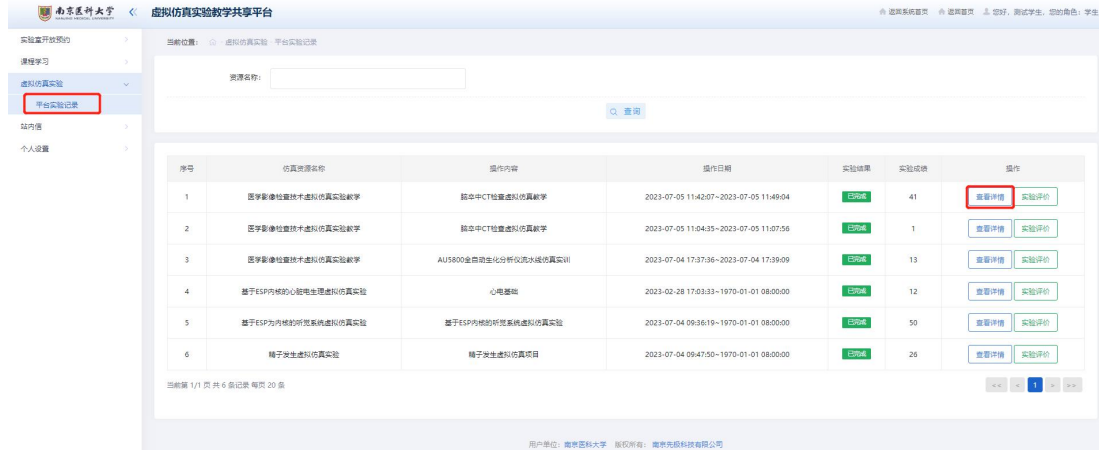 南京医科大学
NANJING MEDICAL UNIVERSITY
虚拟仿真实验教学共享平台
返回系统首页 返回首页 您好, 测试学生, 您的角色: 学生
实验室开放预约
课程学习
虚拟仿真实验
平台实验记录
站内信
个人设置
当前位置: 虚拟仿真实验 平台实验记录
资源名称:
查询
序号 仿真资源名称 操作内容 操作日期 实验结果 实验成绩 操作
1 医学影像检查技术虚拟仿真实验教学 脑卒中CT检查虚拟仿真教学 2023-07-05 11:42:07~2023-07-05 11:49:04 已完成 41 查看详情 实验评价
2 医学影像检查技术虚拟仿真实验教学 脑卒中CT检查虚拟仿真教学 2023-07-05 11:04:35~2023-07-05 11:07:56 已完成 1 查看详情 实验评价
3 医学影像检查技术虚拟仿真实验教学 AU5800全自动生化分析仪流水线仿真实训 2023-07-04 17:37:36~2023-07-04 17:39:09 已完成 13 查看详情 实验评价
4 基于ESP内核的心脏电生理虚拟仿真实验 心电基础 2023-02-28 17:03:33~1970-01-01 08:00:00 已完成 12 查看详情 实验评价
5 基于ESP为内核的听觉系统虚拟仿真实验 基于ESP内核的听觉系统虚拟仿真实验 2023-07-04 09:36:19~1970-01-01 08:00:00 已完成 50 查看详情 实验评价
6 精子发生虚拟仿真实验 精子发生虚拟仿真项目 2023-07-04 09:47:50~1970-01-01 08:00:00 已完成 26 查看详情 实验评价
当前第 1/1 页 共 6 条记录 每页 20 条
<< < 1 > >>
用户单位: 南京医科大学 版权所有: 南京先极科技有限公司